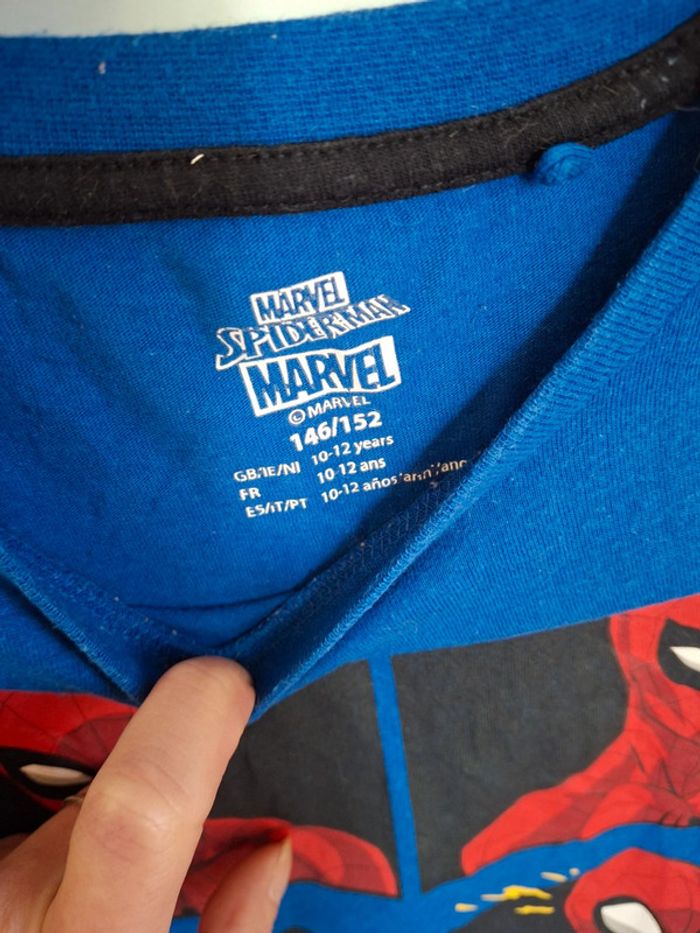 MARVEL
SPIDER-MAN
MARVEL
© MARVEL
146/152
GB/IE/NI 10-12 years
FR 10-12 ans
ES/IT/PT 10-12 años/anni/